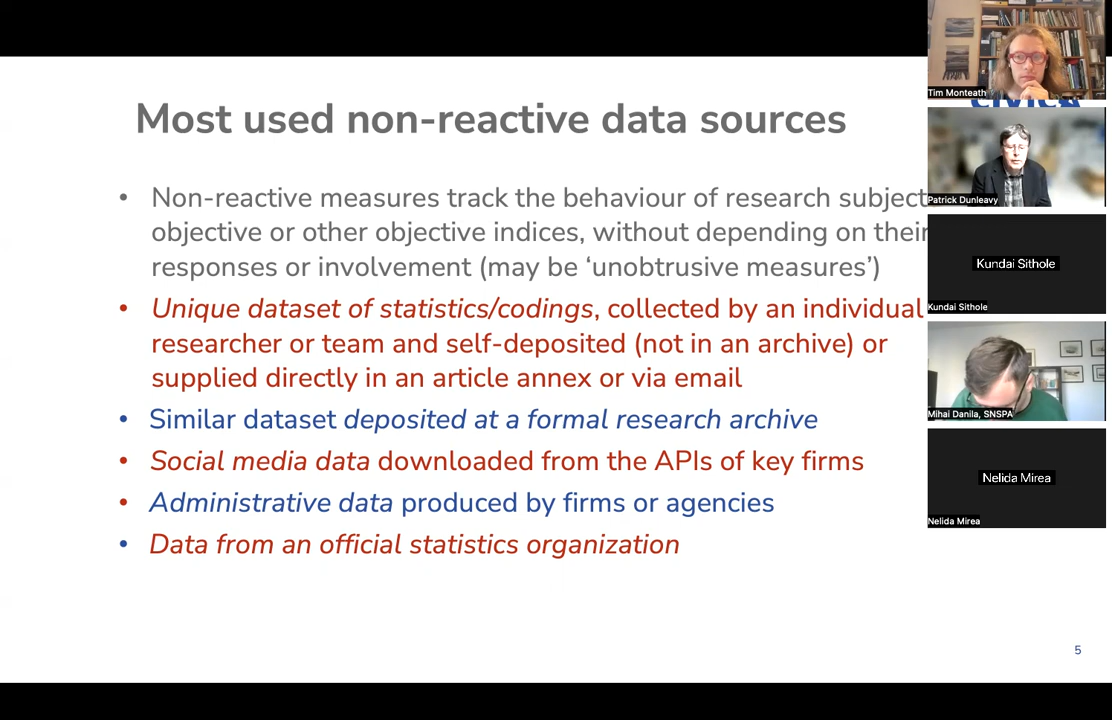 Most used non-reactive data sources
• Non-reactive measures track the behaviour of research subject
objective or other objective indices, without depending on their
responses or involvement (may be ‘unobtrusive measures’)
• Unique dataset of statistics/codings, collected by an individual
researcher or team and self-deposited (not in an archive) or
supplied directly in an article annex or via email
• Similar dataset deposited at a formal research archive
• Social media data downloaded from the APIs of key firms
• Administrative data produced by firms or agencies
• Data from an official statistics organization
5
Tim Monteath
CIVICA
Patrick Dunleavy
Kundai Sithole
Kundai Sithole
Mihai Danila, SNSPA
Nelida Mirea
Nelida Mirea